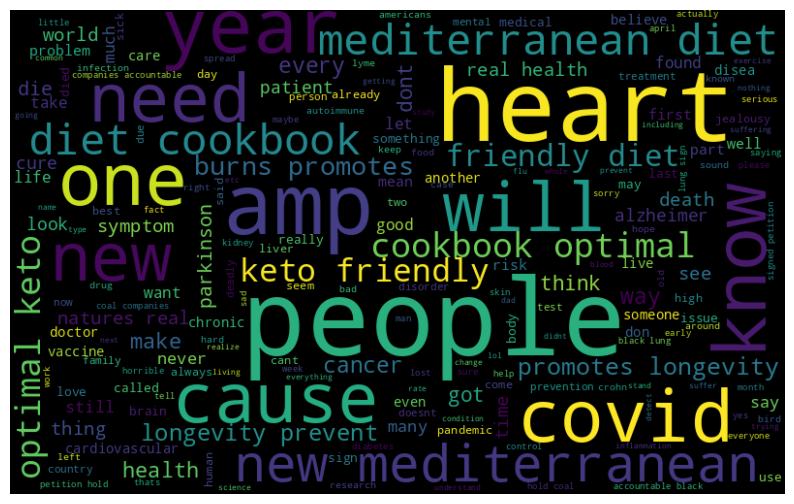 year
mediterranean diet
heart
need
diet cookbook
one
burns promotes
friendly diet
amp
will
know
new
cookbook optimal
keto friendly
people
optimal keto
cause
covid
promotes longevity
longevity prevent
new mediterranean
americans
mental
medical
believe
actually
april
exercise
little
common
sick
spread
lyme
world
problem
infection
companies accountable
died
much
care
day
every
patient
person
already
autoimmune
dont
real health
found
disea
treatment
known
nothing
serious
getting
study
including
suffering
first
jealousy
die
take
due
maybe
let
something
keep
food
prevent
part
well
saying
cure
life
mean
case
another
flu
whole
last
sound
please
lung sign
right
etc
said
two
sorry
may
death
name
fact
best
look
type
symptom
parkinson
good
kidney
liver
really
deadly
hope
alzheimer
signed petition
drug
want
now
coal companies
natures real
seem
bad
disorder
risk
skin
dad
think
test
blood
live
see
way
old
high
issue
someone
don
early
around
black lung
sad
man
body
didnt
doctor
chronic
make
vaccine
next
hard
realize
family
never
cant
week
cancer
lol
change
burn
everything
horrible
always
living
called
tell
work
love
still
brain
lost
rate
help
come
prevention
crohn
stand
suffer
month
even
got
doesnt
time
condition
detect
yes
bird
say
trying
everyone
thing
many
pandemic
cardiovascular
left
country
health
human
sign
diabetes
control
inflammation
use
petition hold
thats
science
research
understand
hold coal
accountable black